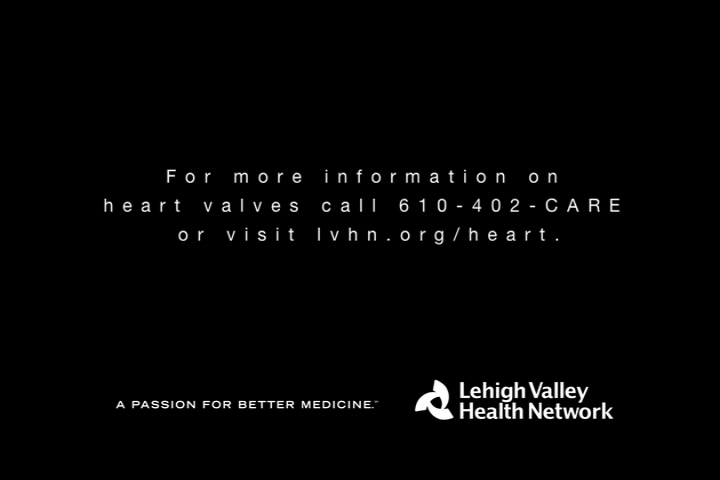 For more information on
heart valves call 610-402-CARE
or visit lvhn.org/heart.
A PASSION FOR BETTER MEDICINE.™
Lehigh Valley
Health Network